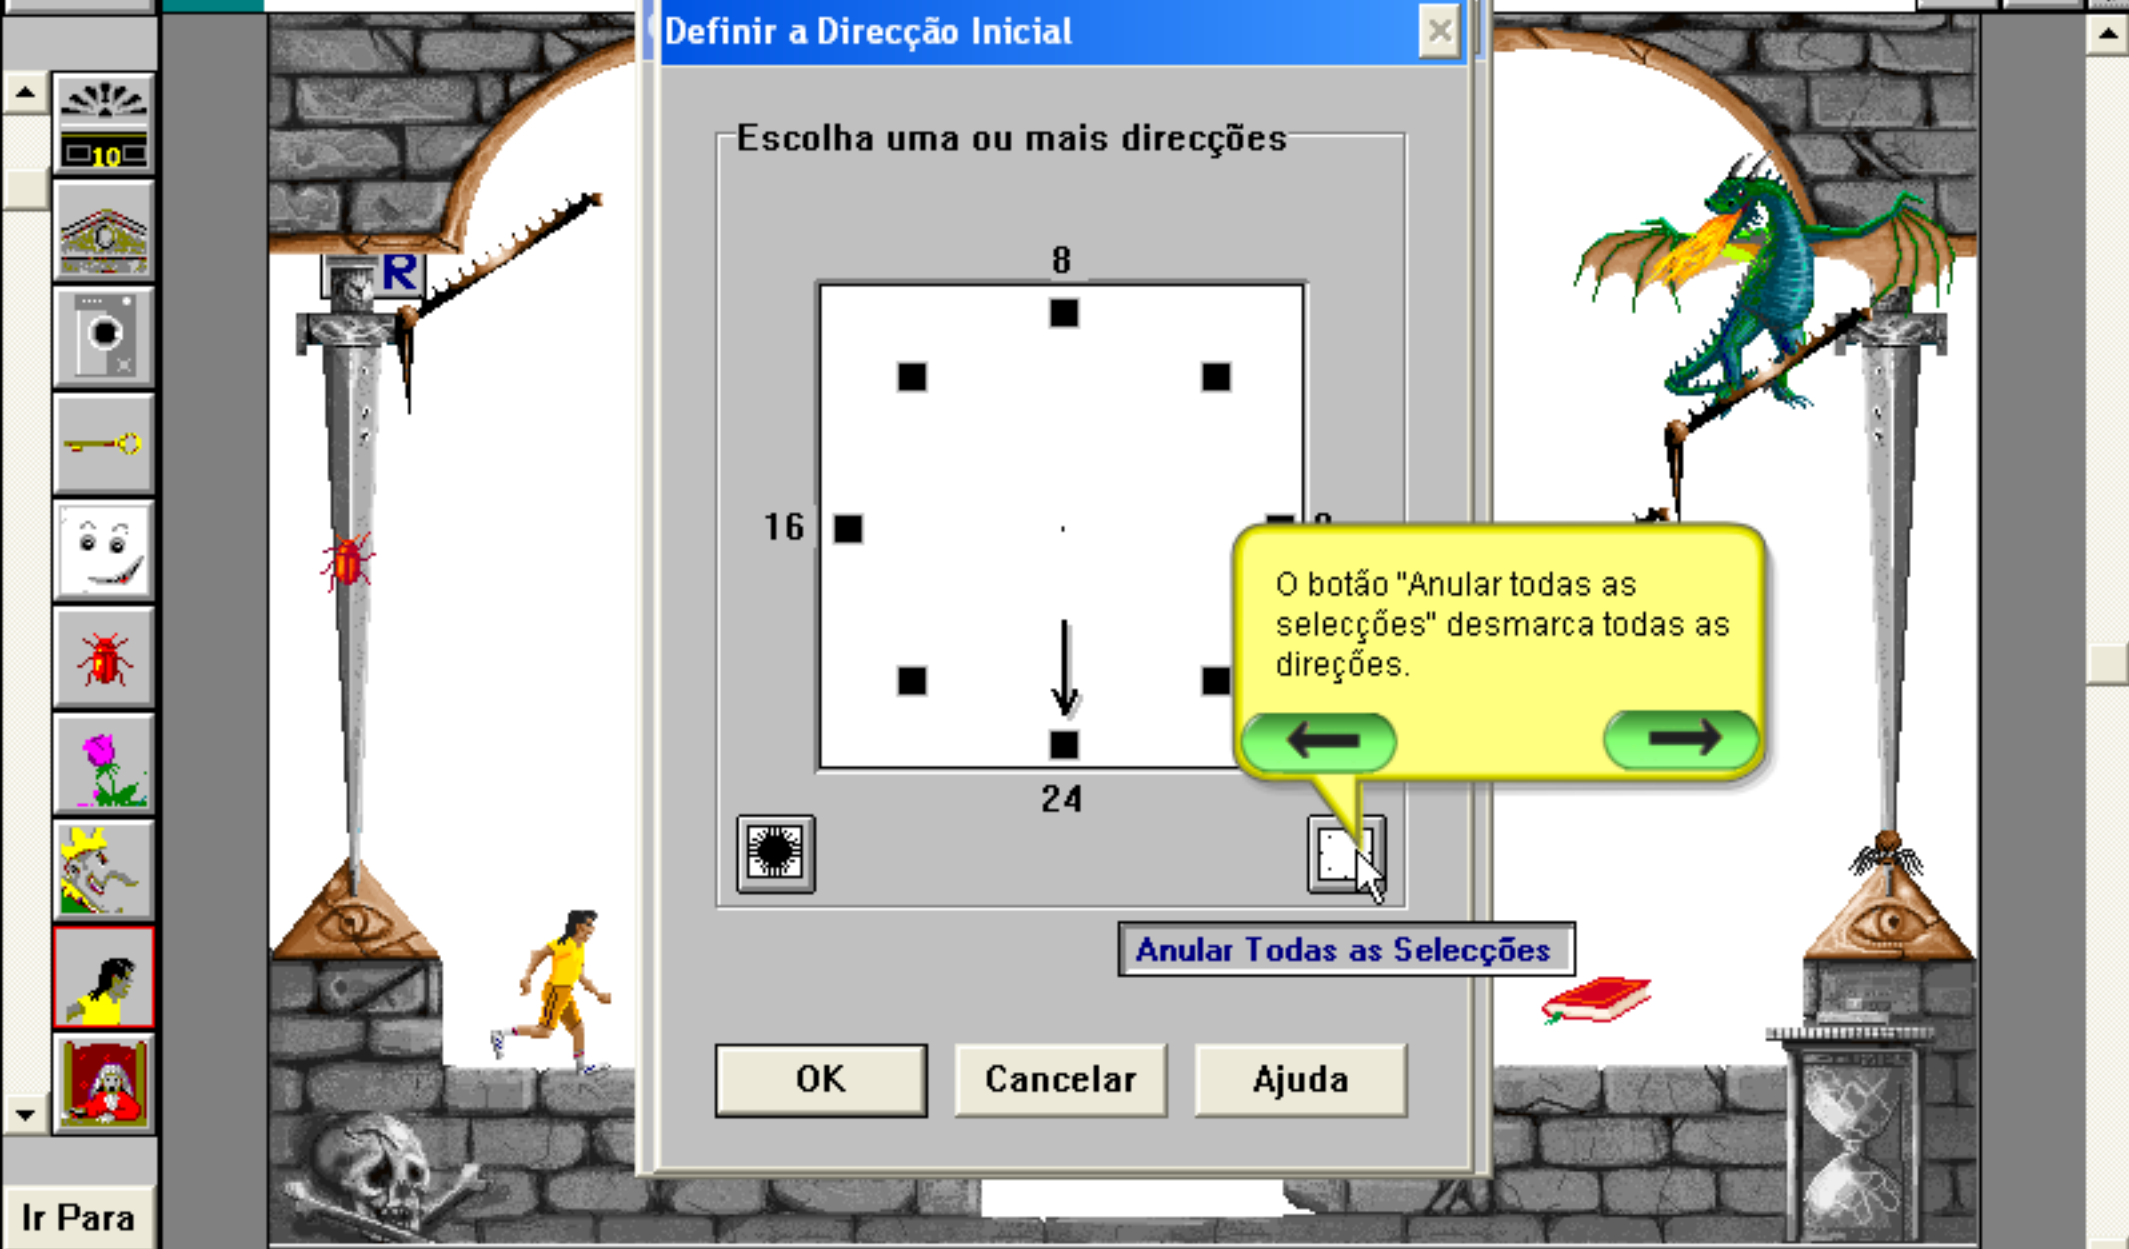 Definir a Direcção Inicial
Escolha uma ou mais direcções
10
R
8
16
O botão "Anular todas as
selecções" desmarca todas as
direções.
24
Anular Todas as Selecções
OK
Cancelar
Ajuda
Ir Para